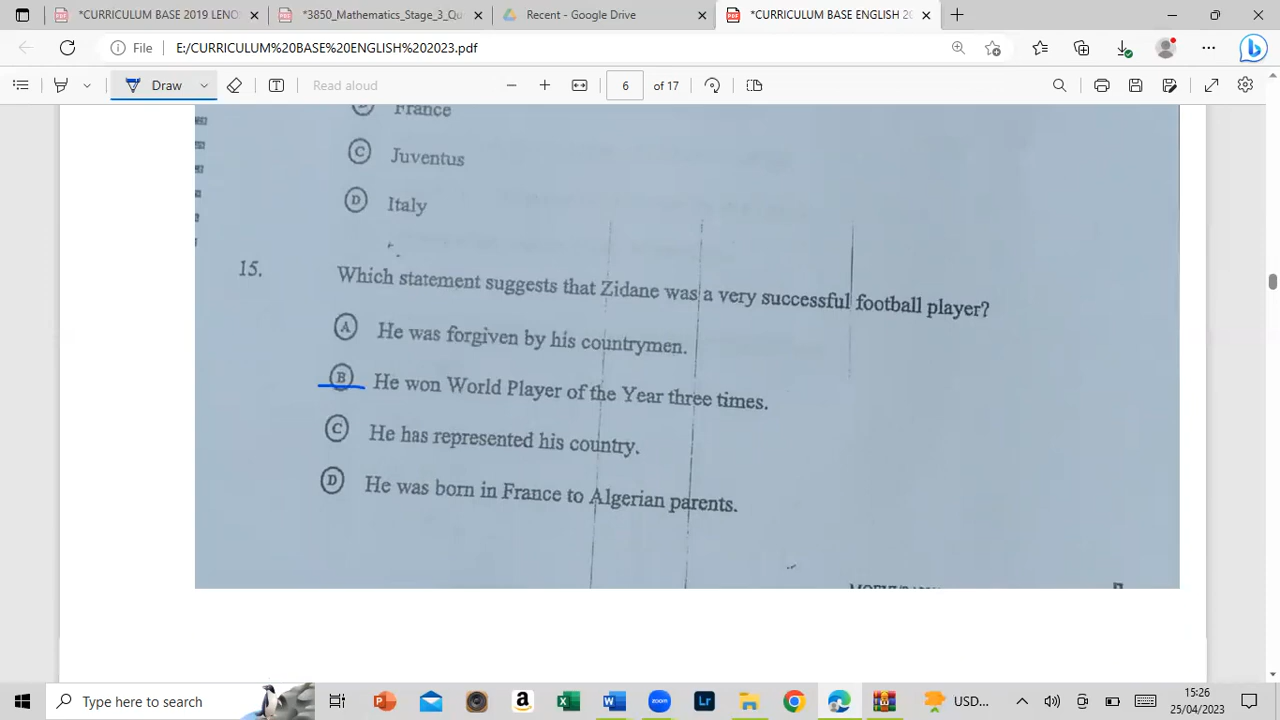 *CURRICULUM BASE 2019 LENO
*3850_Mathematics_Stage_3_Qu
Recent - Google Drive
*CURRICULUM BASE ENGLISH 20
File E:/CURRICULUM%20BASE%20ENGLISH%202023.pdf
Draw
Read aloud
6 of 17
France
C Juventus
D Italy
15. Which statement suggests that Zidane was a very successful football player?
A He was forgiven by his countrymen.
B He won World Player of the Year three times.
C He has represented his country.
D He was born in France to Algerian parents.
Type here to search
zoom
Lr
USD...
15:26
25/04/2023